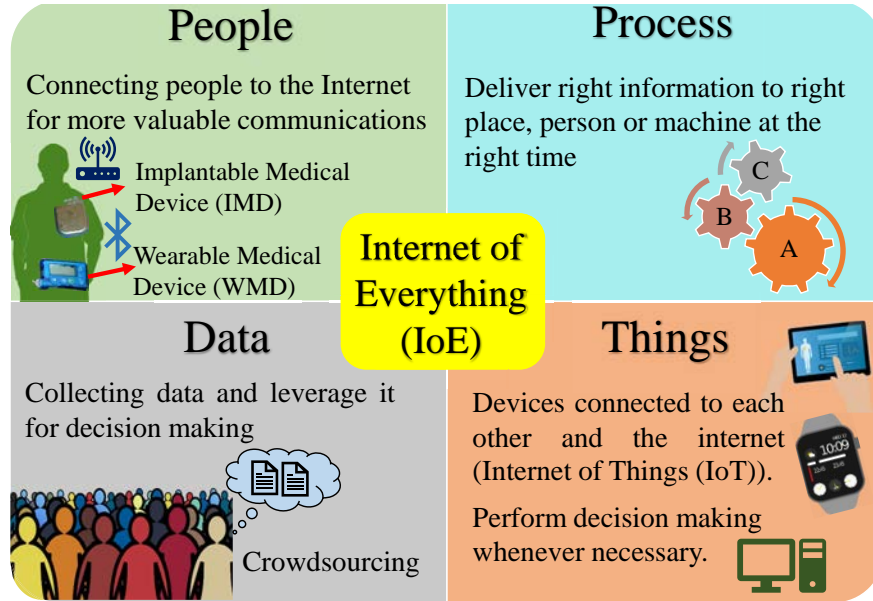 People
Connecting people to the Internet
for more valuable communications
Implantable Medical
Device (IMD)
Wearable Medical
Device (WMD)
Process
Deliver right information to right
place, person or machine at the
right time
C
B
A
Internet of
Everything
(IoE)
Data
Collecting data and leverage it
for decision making
Crowdsourcing
Things
Devices connected to each
other and the internet
(Internet of Things (IoT)).
Perform decision making
whenever necessary.
10:09